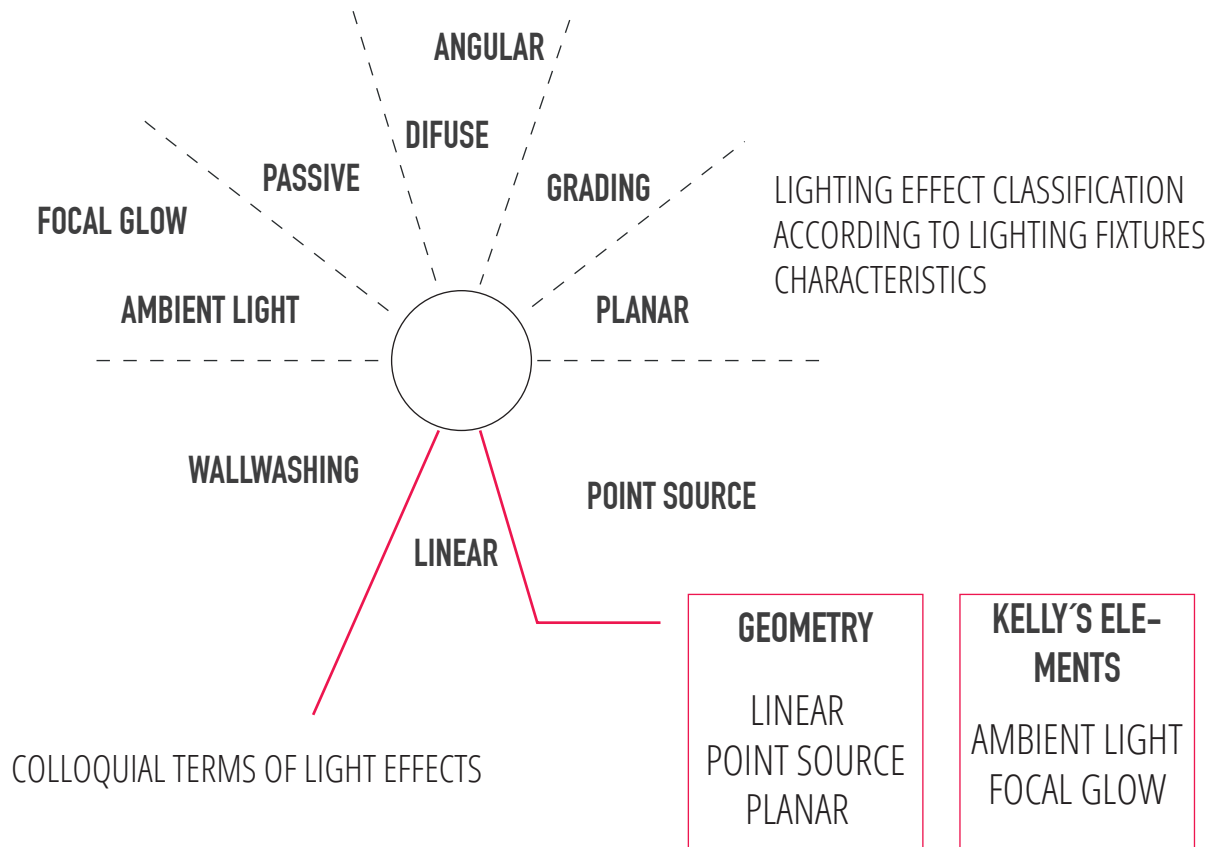 ANGULAR
DIFUSE
PASSIVE
GRADING
FOCAL GLOW
LIGHTING EFFECT CLASSIFICATION
ACCORDING TO LIGHTING FIXTURES
CHARACTERISTICS
AMBIENT LIGHT
PLANAR
WALLWASHING
POINT SOURCE
LINEAR
COLLOQUIAL TERMS OF LIGHT EFFECTS
GEOMETRY
LINEAR
POINT SOURCE
PLANAR
KELLY´S ELE-
MENTS
AMBIENT LIGHT
FOCAL GLOW